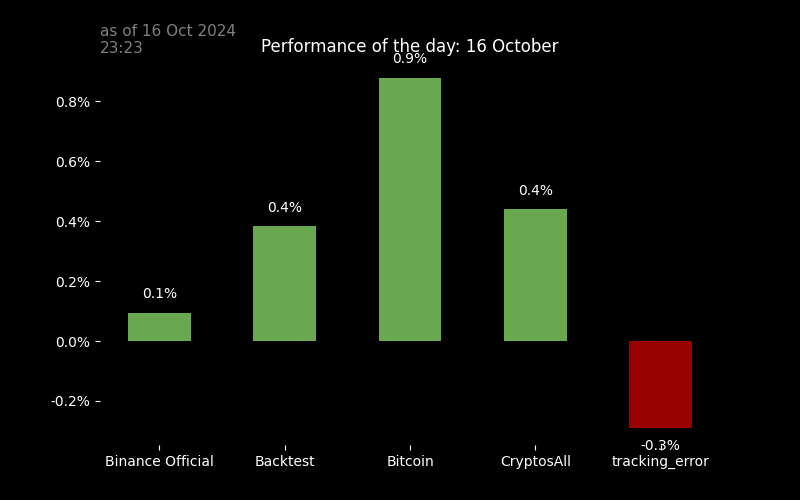 as of 16 Oct 2024
23:23
Performance of the day: 16 October
0.9%
0.8%
0.6%
0.4%
0.4%
0.4%
0.2%
0.1%
0.0%
-0.2%
-0.3%
Binance Official
Backtest
Bitcoin
CryptosAll
tracking_error